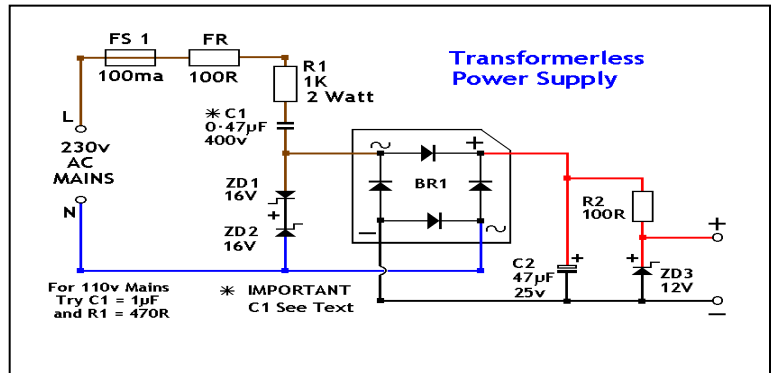 FS 1
100ma
FR
100R
R1
1K
2 Watt
Transformerless
Power Supply
* C1
0·47µF
400v
L
230v
AC
MAINS
N
ZD1
16V
+
ZD2
16V
~
+
BR1
−
~
R2
100R
+
C2
47µF
25v
+
+
ZD3
12V
−
For 110v Mains
Try C1 = 1µF
and R1 = 470R
* IMPORTANT
C1 See Text